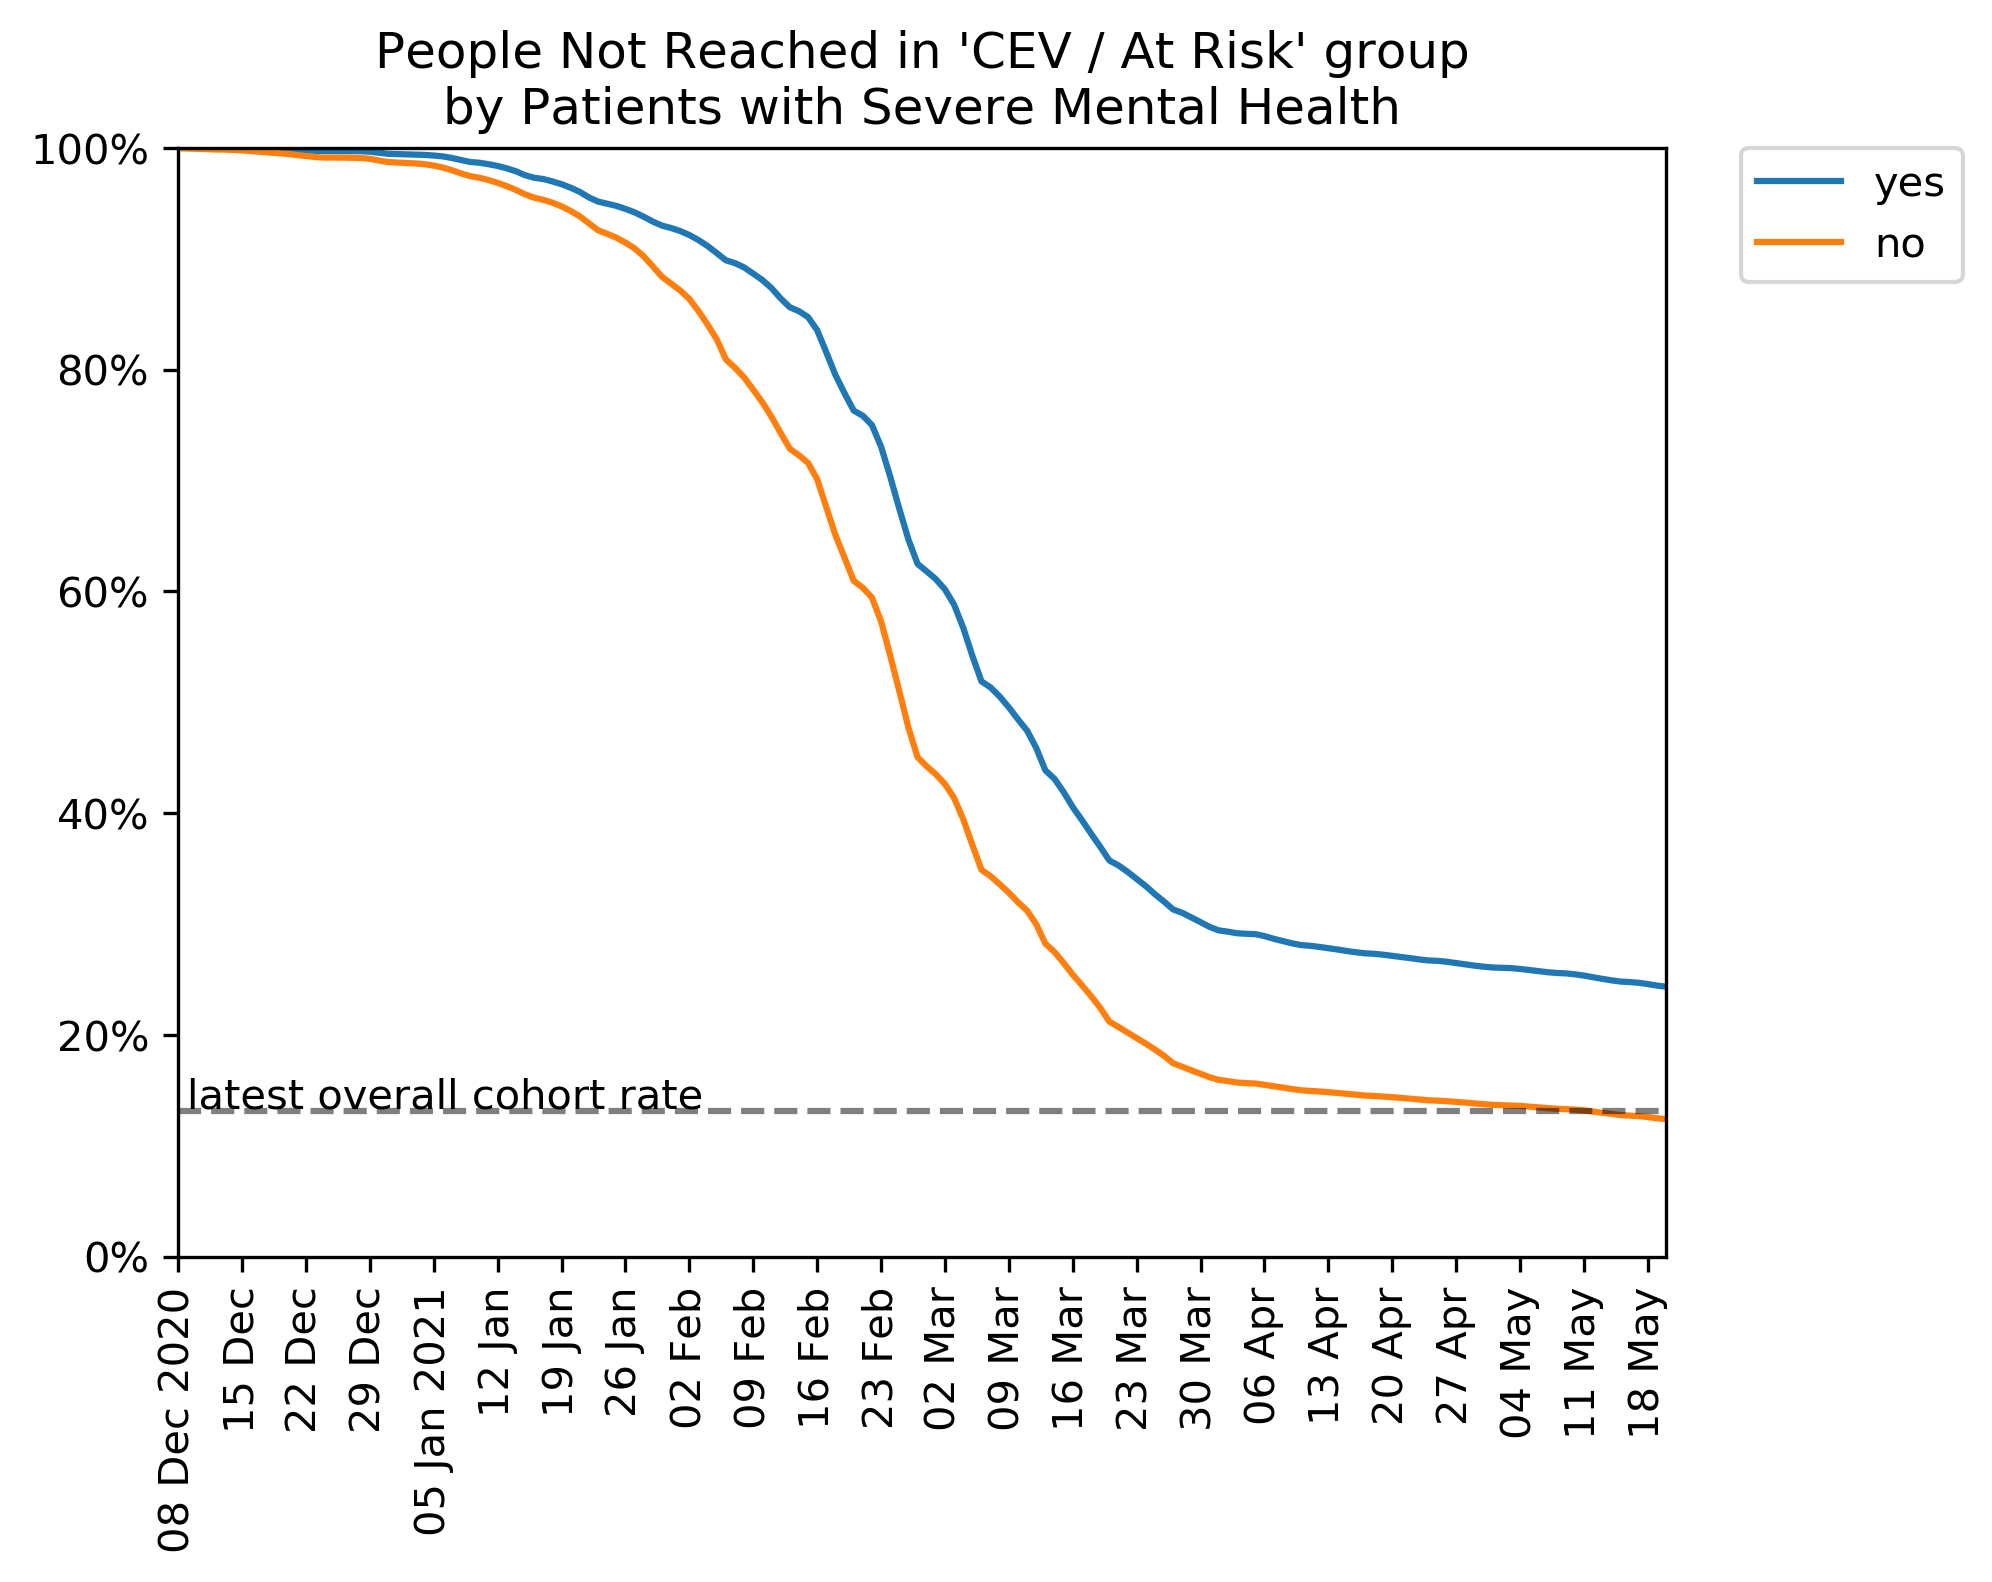 People Not Reached in 'CEV / At Risk' group
by Patients with Severe Mental Health
100%
80%
60%
40%
20%
0%
yes
no
latest overall cohort rate
08 Dec 2020
15 Dec
22 Dec
29 Dec
05 Jan 2021
12 Jan
19 Jan
26 Jan
02 Feb
09 Feb
16 Feb
23 Feb
02 Mar
09 Mar
16 Mar
23 Mar
30 Mar
06 Apr
13 Apr
20 Apr
27 Apr
04 May
11 May
18 May